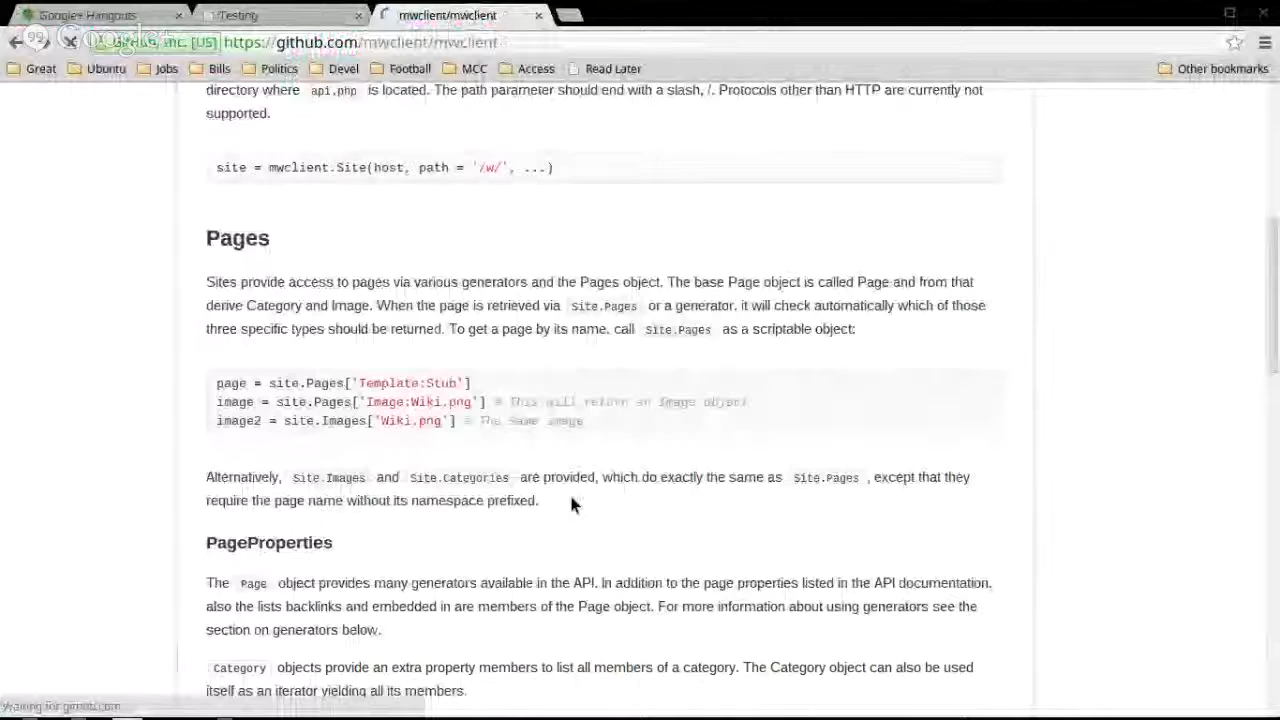 Google+ Hangouts
Testing
mwclient/mwclient
GitHub, Inc. [US] https://github.com/mwclient/mwclient
Great Ubuntu Jobs Bills Politics Devel Football MCC Access Read Later Other bookmarks
directory where api.php is located. The path parameter should end with a slash, /. Protocols other than HTTP are currently not
supported.
site = mwclient.Site(host, path = '/w/', ...)
Pages
Sites provide access to pages via various generators and the Pages object. The base Page object is called Page and from that
derive Category and Image. When the page is retrieved via Site.Pages or a generator, it will check automatically which of those
three specific types should be returned. To get a page by its name, call Site.Pages as a scriptable object:
page = site.Pages['Template:Stub']
image = site.Pages['Image:Wiki.png'] # This will return an Image object
image2 = site.Images['Wiki.png'] # The same image
Alternatively, Site.Images and Site.Categories are provided, which do exactly the same as Site.Pages , except that they
require the page name without its namespace prefixed.
PageProperties
The Page object provides many generators available in the API. In addition to the page properties listed in the API documentation,
also the lists backlinks and embedded in are members of the Page object. For more information about using generators see the
section on generators below.
Category objects provide an extra property members to list all members of a category. The Category object can also be used
itself as an iterator yielding all its members.
Waiting for github.com